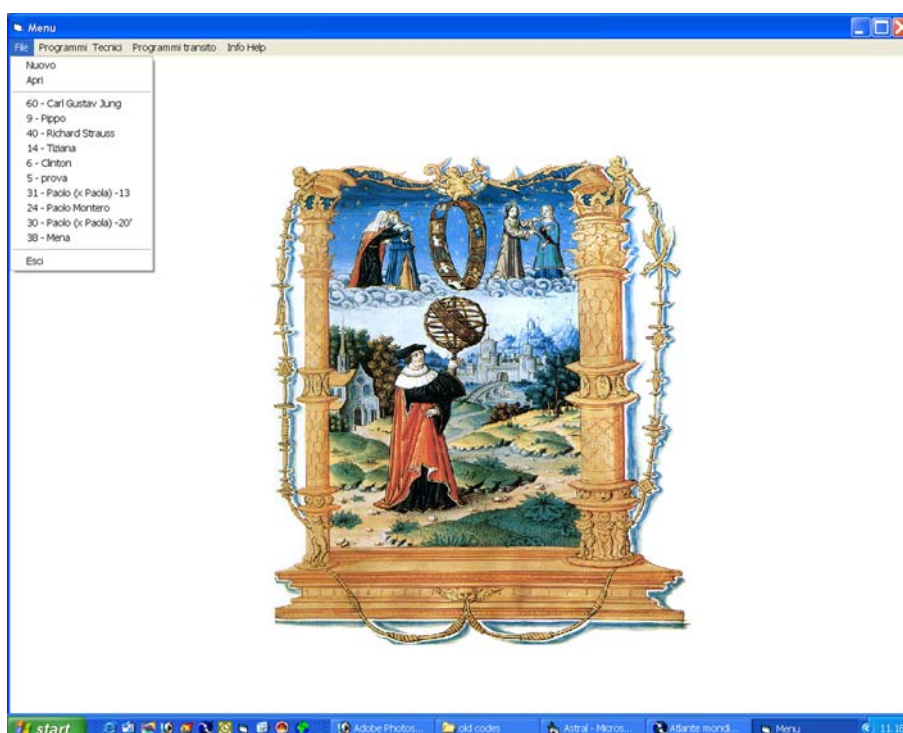 Menu
File Programmi Tecnici Programmi transito Info Help
Nuovo
Apri
60 - Carl Gustav Jung
9 - Pippo
40 - Richard Strauss
14 - Tiziana
6 - Clinton
5 - prova
31 - Paolo (x Paola) -13
24 - Paolo Montero
30 - Paolo (x Paola) -20'
38 - Mena
Esci
start Adobe Photos... old codes Astral - Micros... Atlante mondi... Menu 11.18